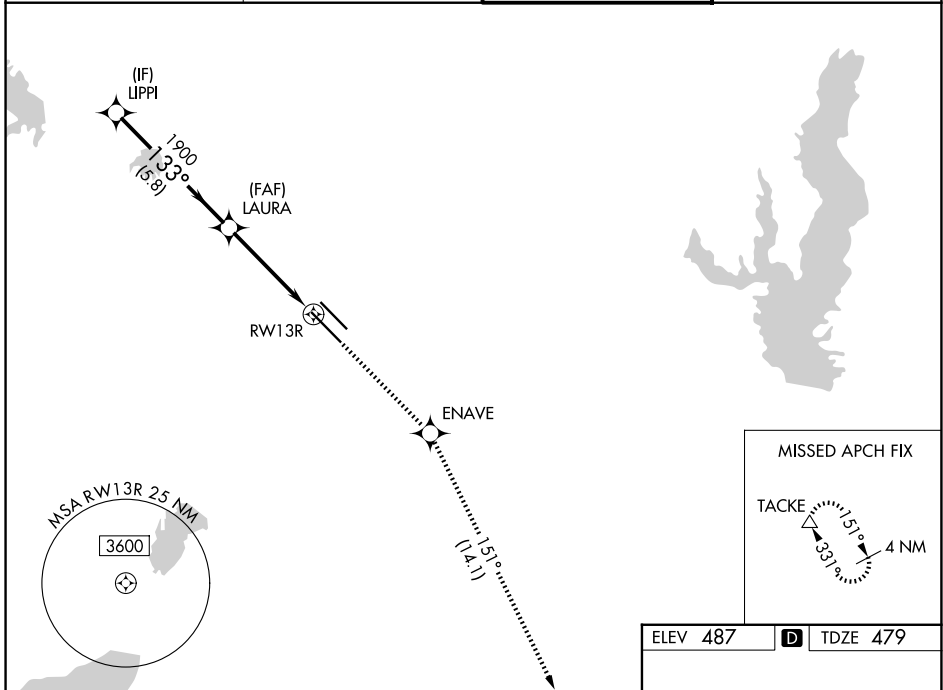 (IF)
LIPPI
1900
133°
(5.8)
(FAF)
LAURA
RW13R
ENAVE
151°
(14.1)
MSA RW13R 25 NM
3600
MISSED APCH FIX
TACKE
151°
331°
4 NM
ELEV 487 D TDZE 479